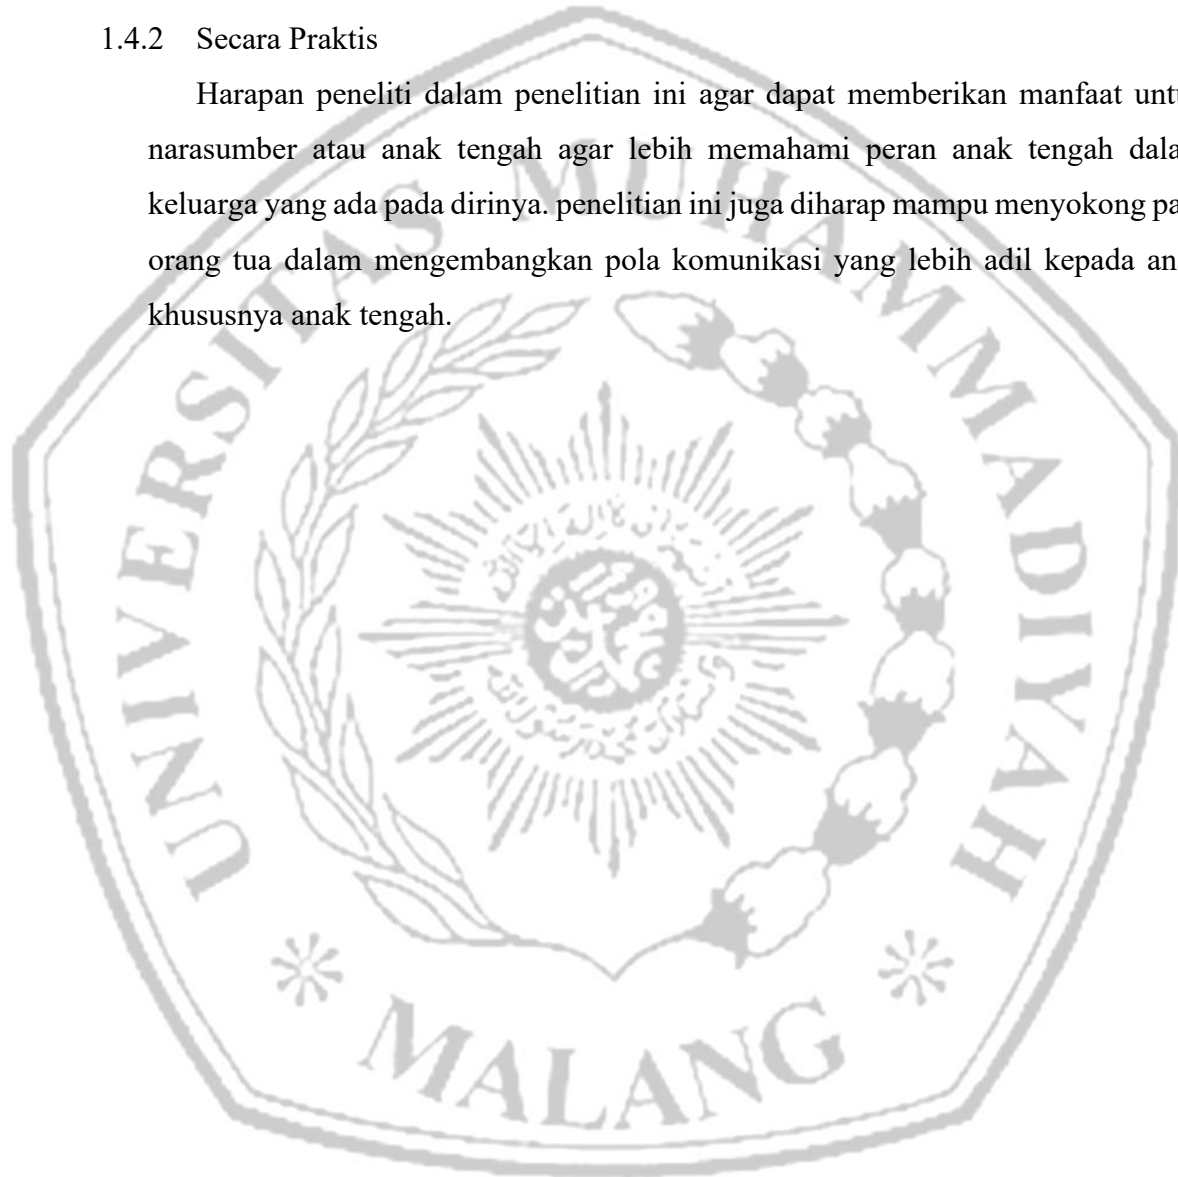 1.4.2 Secara Praktis
Harapan peneliti dalam penelitian ini agar dapat memberikan manfaat untu
narasumber atau anak tengah agar lebih memahami peran anak tengah dala
keluarga yang ada pada dirinya. penelitian ini juga diharap mampu menyokong pa
orang tua dalam mengembangkan pola komunikasi yang lebih adil kepada an
khususnya anak tengah.
UNIVERSITAS MUHAMMADIYAH
MALANG